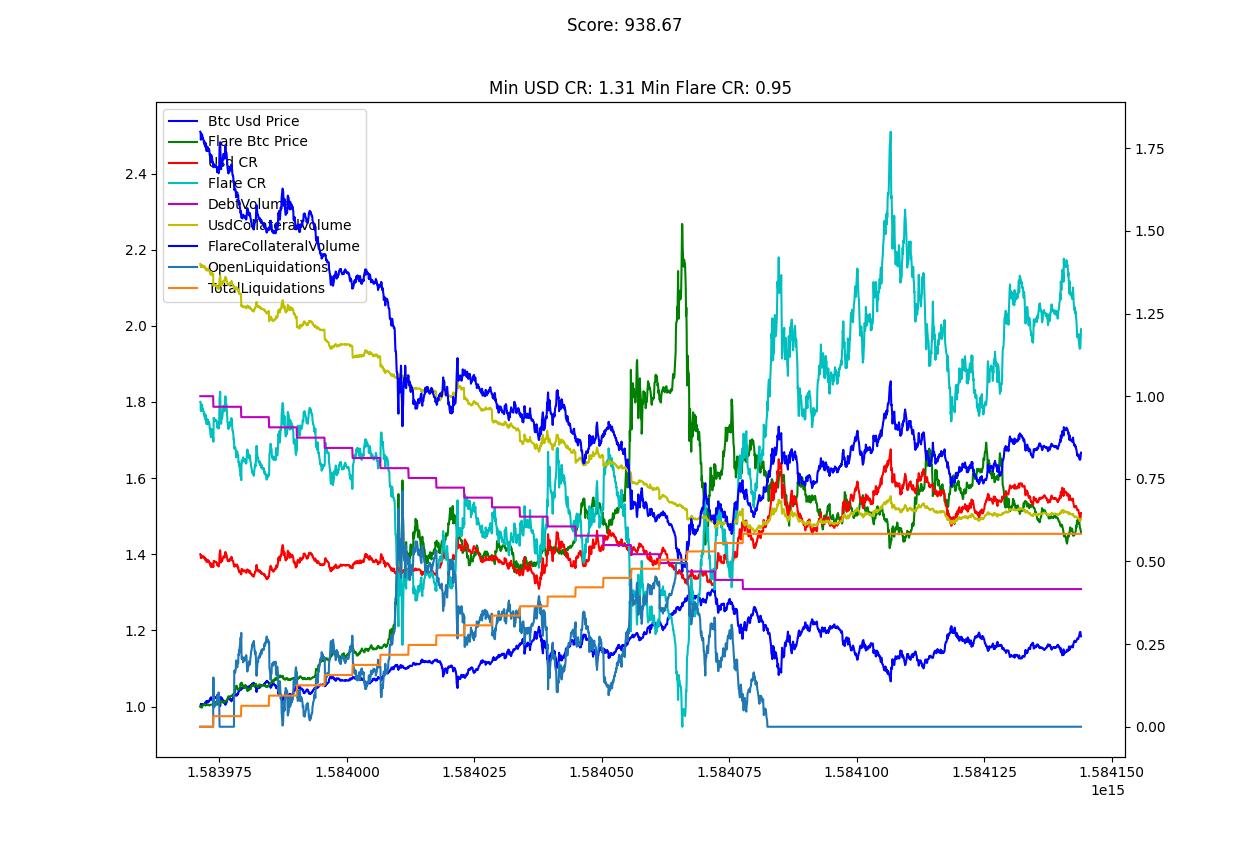 Score: 938.67
Min USD CR: 1.31 Min Flare CR: 0.95
Btc Usd Price
Flare Btc Price
Usd CR
Flare CR
DebtVolume
UsdCollateralVolume
FlareCollateralVolume
OpenLiquidations
TotalLiquidations
2.4
2.2
2.0
1.8
1.6
1.4
1.2
1.0
1.75
1.50
1.25
1.00
0.75
0.50
0.25
0.00
1.583975
1.584000
1.584025
1.584050
1.584075
1.584100
1.584125
1.584150
1e15